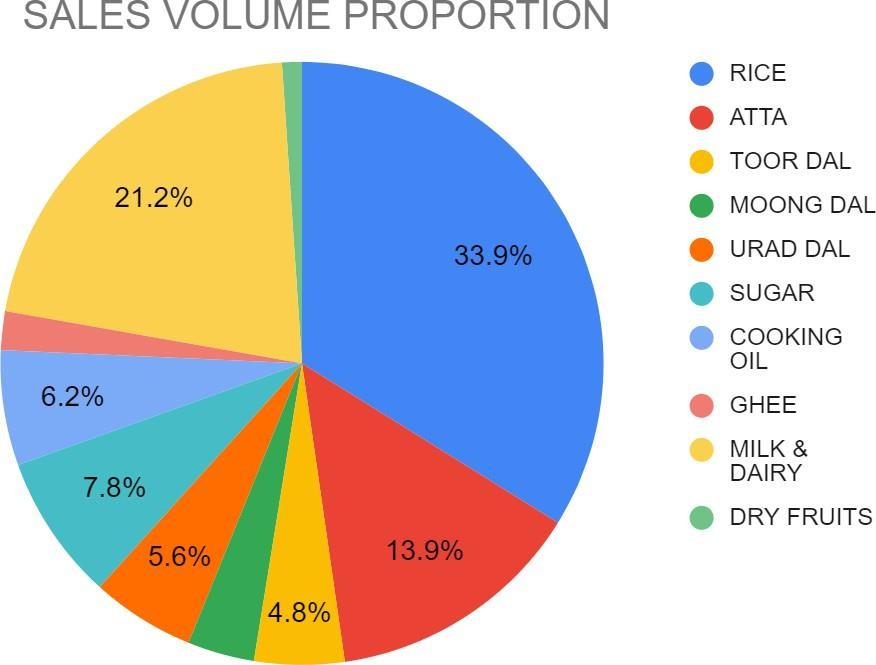 SALES VOLUME PROPORTION
RICE
ATTA
TOOR DAL
MOONG DAL
URAD DAL
SUGAR
COOKING
OIL
GHEE
MILK &
DAIRY
DRY FRUITS
21.2%
33.9%
6.2%
7.8%
5.6%
13.9%
4.8%